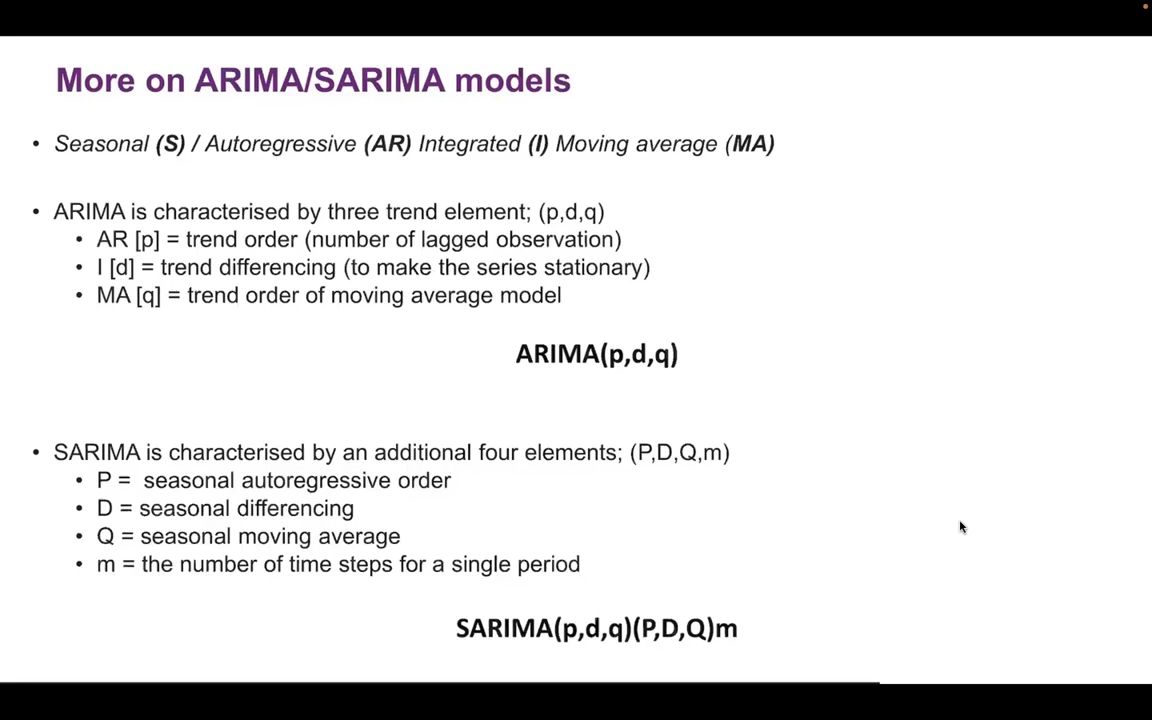 More on ARIMA/SARIMA models
• Seasonal (S) / Autoregressive (AR) Integrated (I) Moving average (MA)
• ARIMA is characterised by three trend element; (p,d,q)
• AR [p] = trend order (number of lagged observation)
• I [d] = trend differencing (to make the series stationary)
• MA [q] = trend order of moving average model
ARIMA(p,d,q)
• SARIMA is characterised by an additional four elements; (P,D,Q,m)
• P = seasonal autoregressive order
• D = seasonal differencing
• Q = seasonal moving average
• m = the number of time steps for a single period
SARIMA(p,d,q)(P,D,Q)m